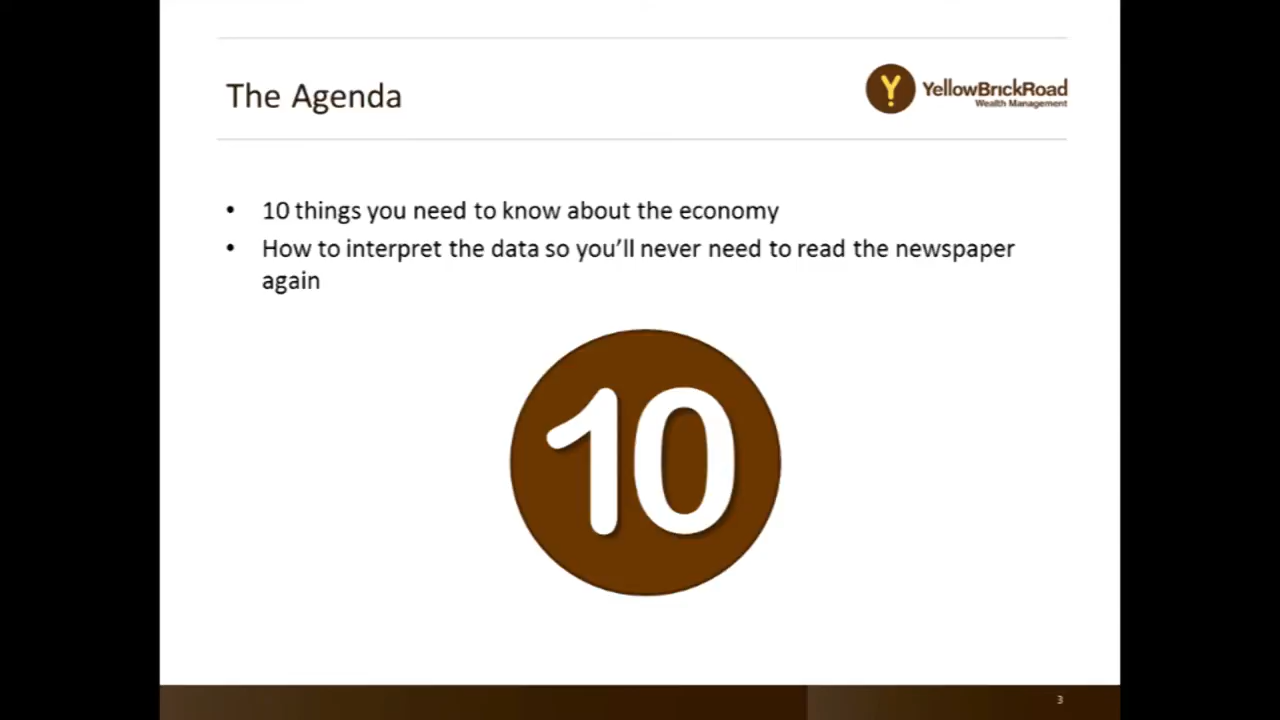 The Agenda
YellowBrickRoad
Wealth Management
• 10 things you need to know about the economy
• How to interpret the data so you’ll never need to read the newspaper
again
10
3